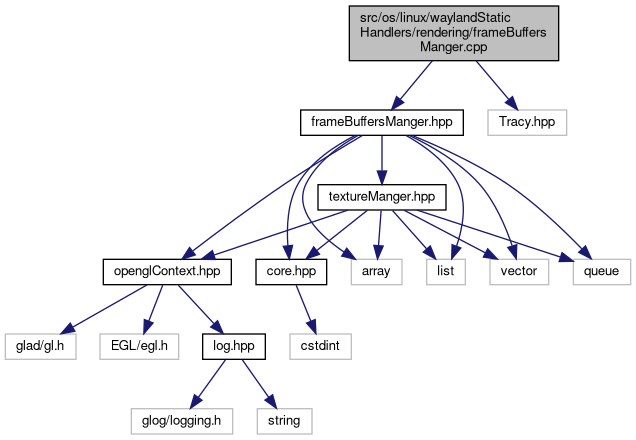 src/os/linux/waylandStatic
Handlers/rendering/frameBuffers
Manger.cpp
frameBuffersManger.hpp
Tracy.hpp
textureManger.hpp
openglContext.hpp
core.hpp
array
list
vector
queue
glad/gl.h
EGL/egl.h
log.hpp
cstdint
glog/logging.h
string